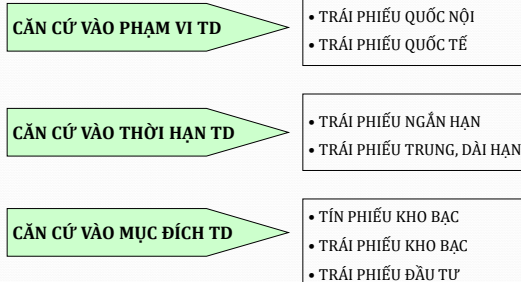 CĂN CỨ VÀO PHẠM VI TD
• TRÁI PHIẾU QUỐC NỘI
• TRÁI PHIẾU QUỐC TẾ
CĂN CỨ VÀO THỜI HẠN TD
• TRÁI PHIẾU NGẮN HẠN
• TRÁI PHIẾU TRUNG, DÀI HẠN
CĂN CỨ VÀO MỤC ĐÍCH TD
• TÍN PHIẾU KHO BẠC
• TRÁI PHIẾU KHO BẠC
• TRÁI PHIẾU ĐẦU TƯ